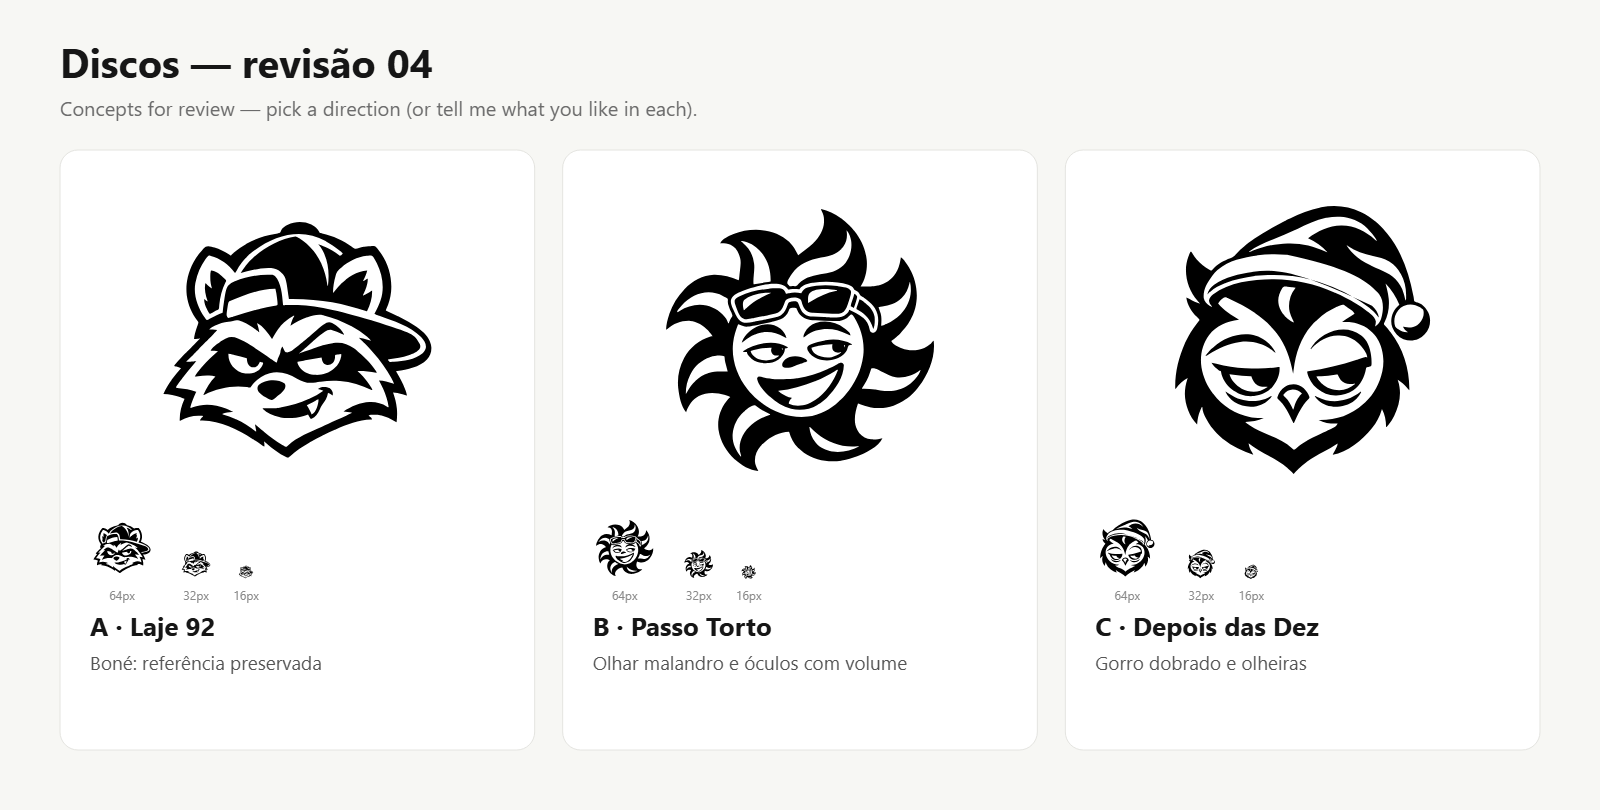 Discos — revisão 04
Concepts for review — pick a direction (or tell me what you like in each).
64px 32px 16px
A · Laje 92
Boné: referência preservada
64px 32px 16px
B · Passo Torto
Olhar malandro e óculos com volume
64px 32px 16px
C · Depois das Dez
Gorro dobrado e olheiras